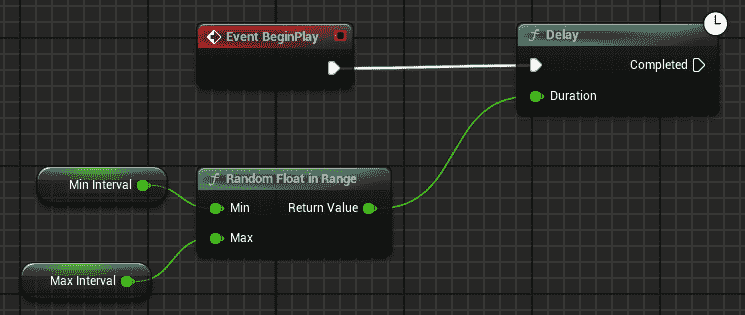 Event BeginPlay
Delay
Completed
Duration
Min Interval
Random Float in Range
Min
Return Value
Max
Max Interval